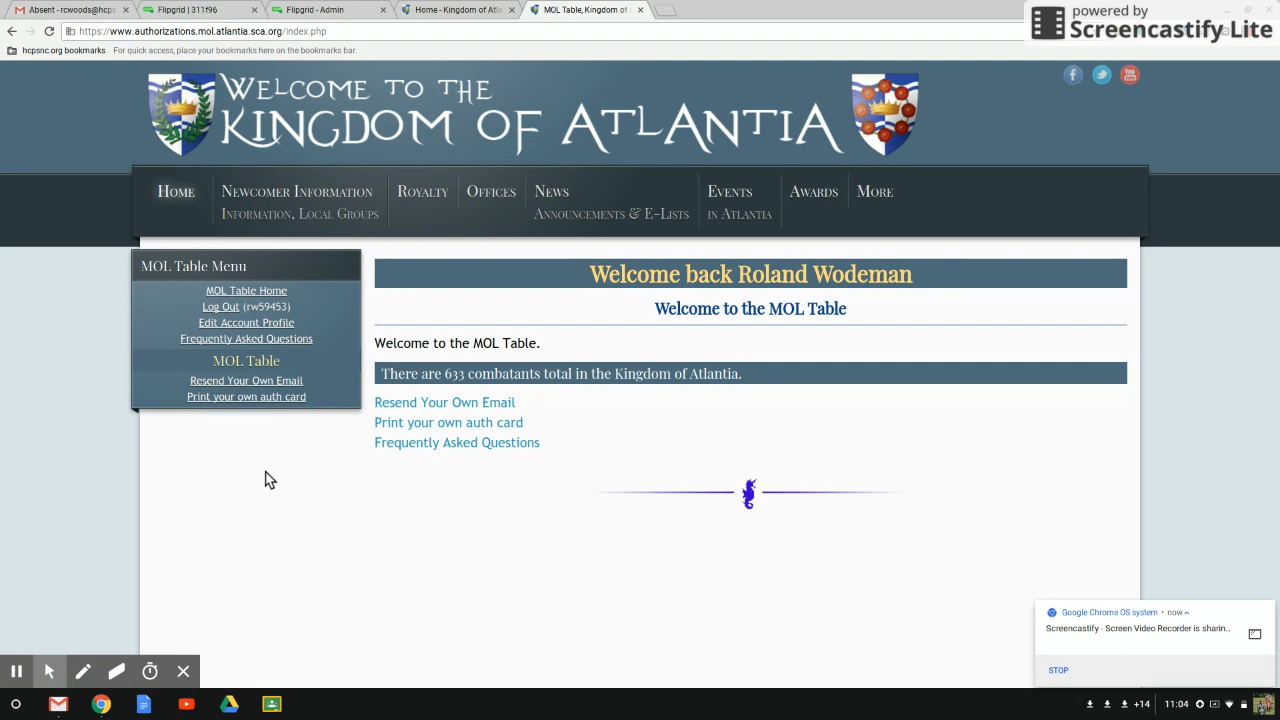 Absent - rcwoods@hcps
Flipgrid | 311f96
Flipgrid - Admin
Home - Kingdom of Atla
MOL Table, Kingdom of A
powered by
Screencastify Lite
https://www.authorizations.mol.atlantia.sca.org/index.php
hcpsnc.org bookmarks For quick access, place your bookmarks here on the bookmarks bar.
Welcome to the
Kingdom of Atlantia
Home
Newcomer Information
Information, Local Groups
Royalty
Offices
News
Announcements & E-Lists
Events
in Atlantia
Awards
More
MOL Table Menu
MOL Table Home
Log Out (rw59453)
Edit Account Profile
Frequently Asked Questions
MOL Table
Resend Your Own Email
Print your own auth card
Welcome back Roland Wodeman
Welcome to the MOL Table
Welcome to the MOL Table.
There are 633 combatants total in the Kingdom of Atlantia.
Resend Your Own Email
Print your own auth card
Frequently Asked Questions
Google Chrome OS system • now
Screencastify - Screen Video Recorder is sharin...
STOP
+14 11:04